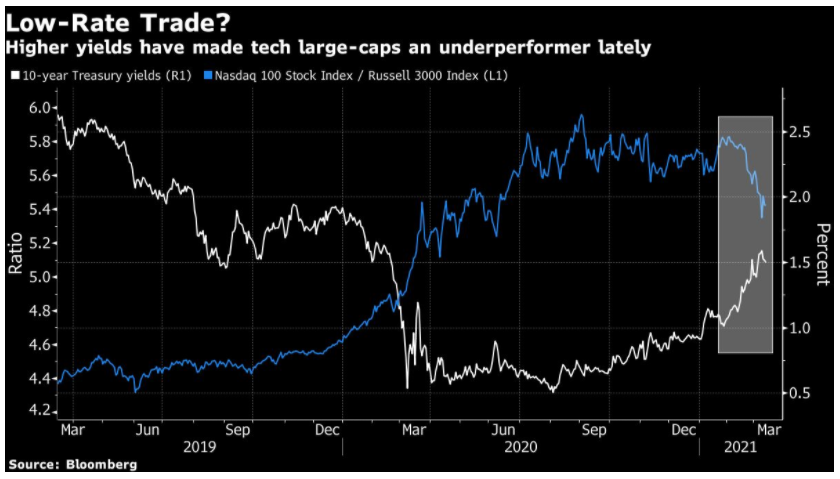 Low-Rate Trade?
Higher yields have made tech large-caps an underperformer lately
10-year Treasury yields (R1) Nasdaq 100 Stock Index / Russell 3000 Index (L1)
6.0
5.8
5.6
5.4
5.2
5.0
4.8
4.6
4.4
4.2
Ratio
2.5
2.0
1.5
1.0
0.5
Percent
Mar Jun Sep Dec Mar Jun Sep Dec Mar
2019 2020 2021
Source: Bloomberg